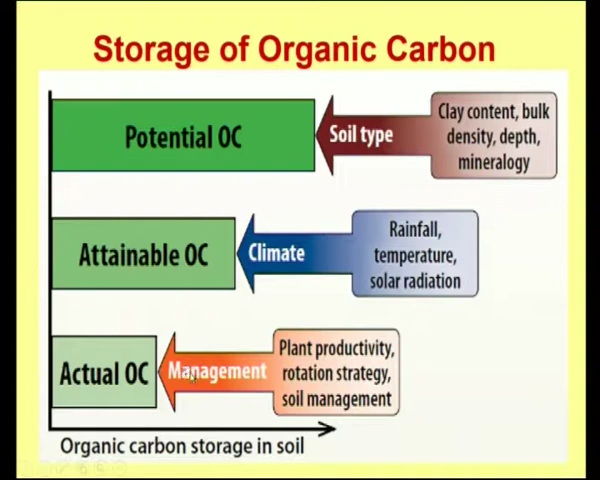 Storage of Organic Carbon
Potential OC
Soil type
Clay content, bulk
density, depth,
mineralogy
Attainable OC
Climate
Rainfall,
temperature,
solar radiation
Actual OC
Management
Plant productivity,
rotation strategy,
soil management
Organic carbon storage in soil